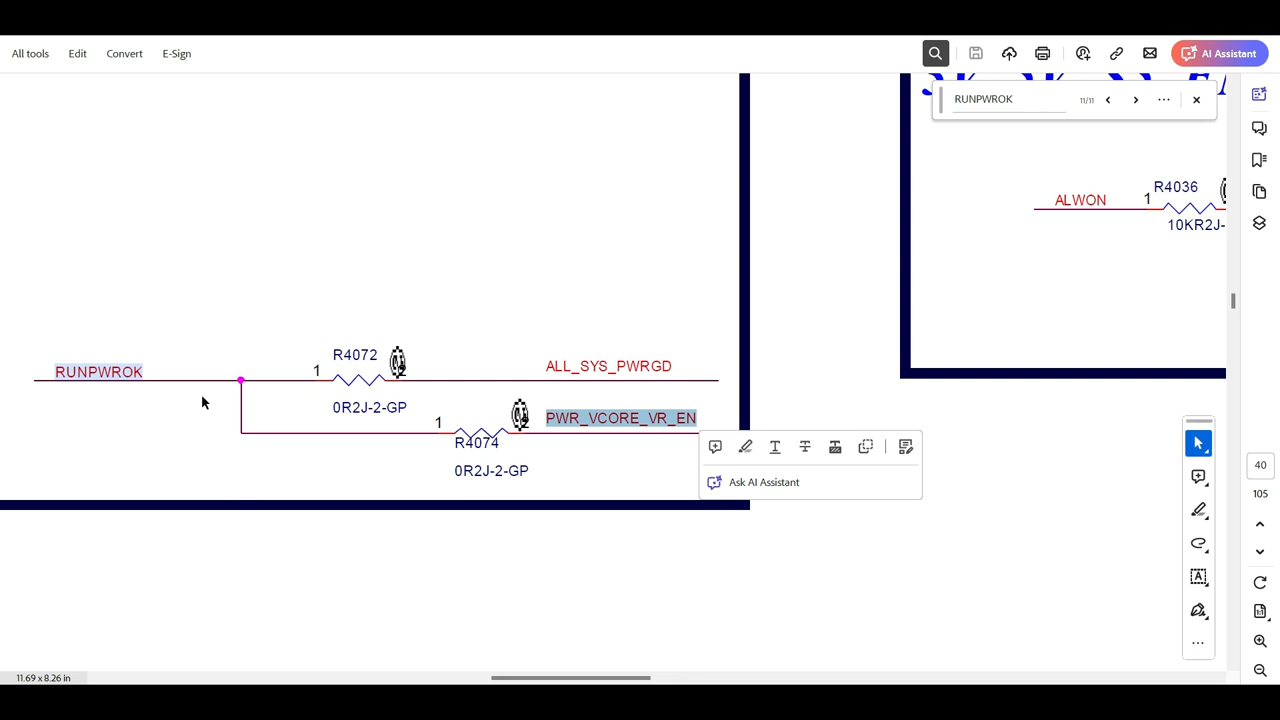 All tools
Edit
Convert
E-Sign
AI Assistant
RUNPWROK
11/11
ALWON
1
R4036
10KR2J-
RUNPWROK
1
R4072
0R2J-2-GP
ALL_SYS_PWRGD
1
R4074
0R2J-2-GP
PWR_VCORE_VR_EN
Ask AI Assistant
40
105
11.69 x 8.26 in